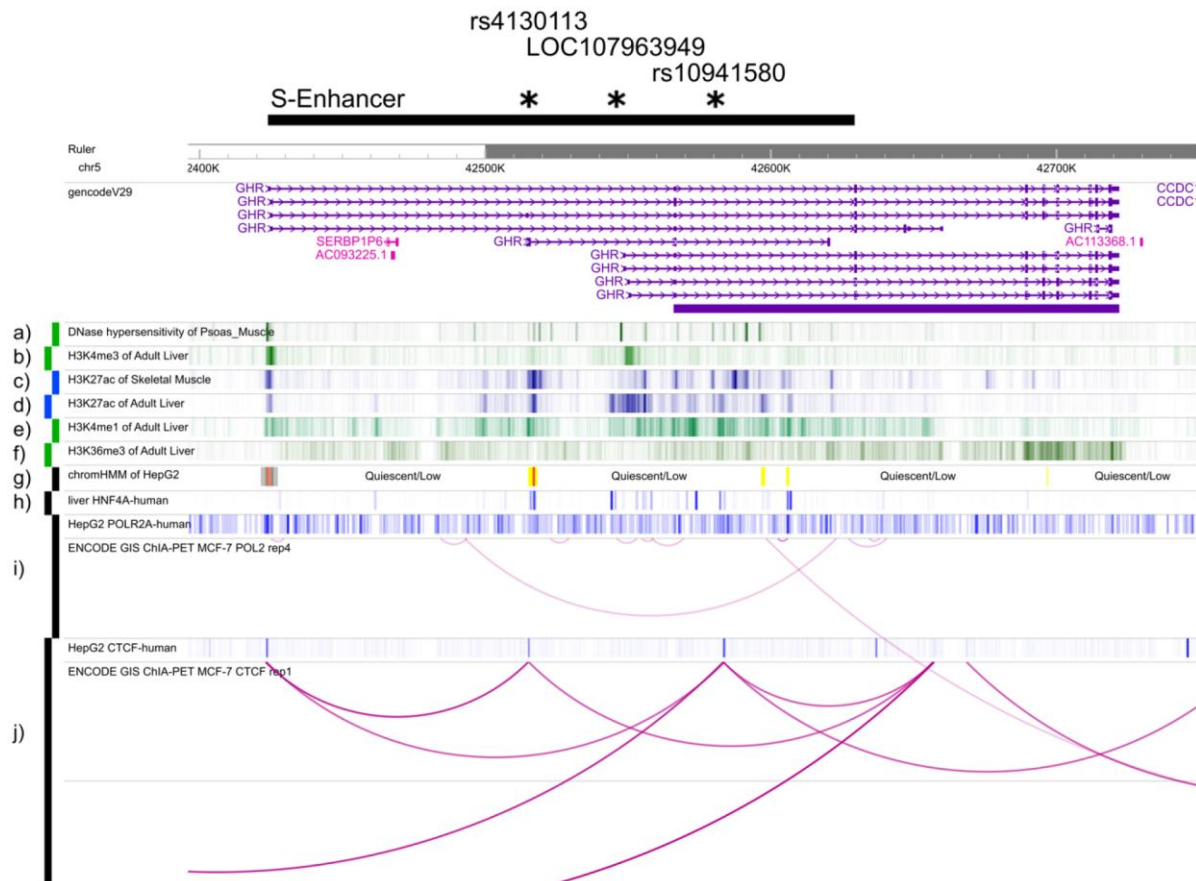 rs4130113
LOC107963949
rs10941580
S-Enhancer
* * *
Ruler
chr5
2400K 42500K 42600K 42700K
gencodeV29
GHR CCDC1
GHR CCDC1
GHR
GHR GHR
SERBP1P6 GHR AC113368.1
AC093225.1 GHR
GHR
GHR
GHR
a) DNase hypersensitivity of Psoas_Muscle
b) H3K4me3 of Adult Liver
c) H3K27ac of Skeletal Muscle
d) H3K27ac of Adult Liver
e) H3K4me1 of Adult Liver
f) H3K36me3 of Adult Liver
g) chromHMM of HepG2 Quiescent/Low Quiescent/Low Quiescent/Low Quiescent/Low
h) liver HNF4A-human
HepG2 POLR2A-human
ENCODE GIS ChIA-PET MCF-7 POL2 rep4
i)
HepG2 CTCF-human
ENCODE GIS ChIA-PET MCF-7 CTCF rep1
j)